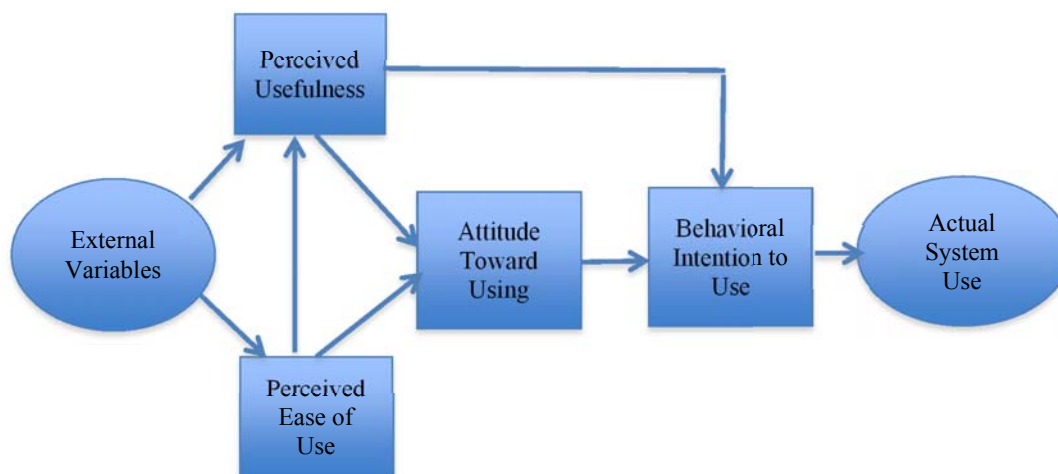 Perceived
Usefulness
External
Variables
Attitude
Toward
Using
Behavioral
Intention to
Use
Actual
System
Use
Perceived
Ease of
Use